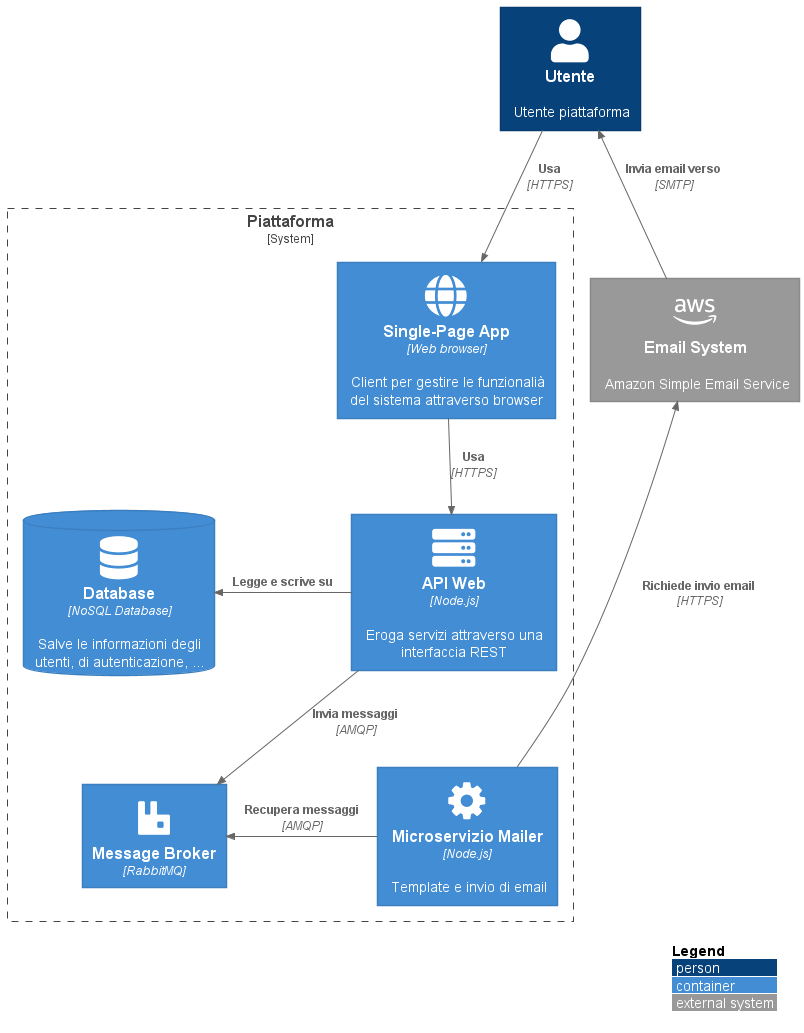 Utente
Utente piattaforma
Usa
[HTTPS]
Invia email verso
[SMTP]
Piattaforma
[System]
Single-Page App
[Web browser]
Client per gestire le funzionalià
del sistema attraverso browser
aws
Email System
Amazon Simple Email Service
Usa
[HTTPS]
Database
[NoSQL Database]
Salve le informazioni degli
utenti, di autenticazione, ...
Legge e scrive su
API Web
[Node.js]
Eroga servizi attraverso una
interfaccia REST
Richiede invio email
[HTTPS]
Invia messaggi
[AMQP]
Message Broker
[RabbitMQ]
Recupera messaggi
[AMQP]
Microservizio Mailer
[Node.js]
Template e invio di email
Legend
person
container
external system